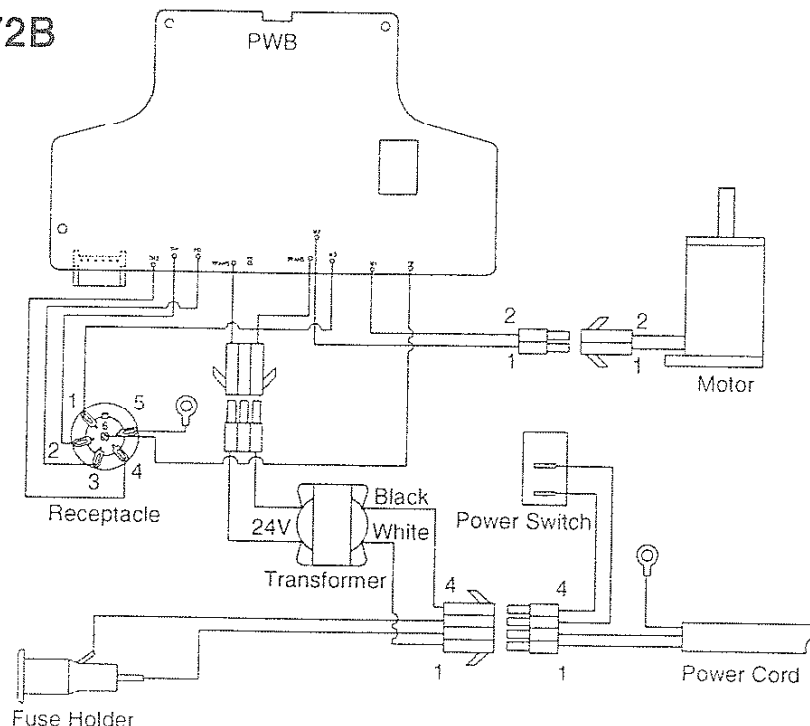 72B
PWB
2
2
1
1
Motor
1
5
6
2
3
4
Receptacle
24V
Black
White
Transformer
Power Switch
4
4
1
1
Power Cord
Fuse Holder